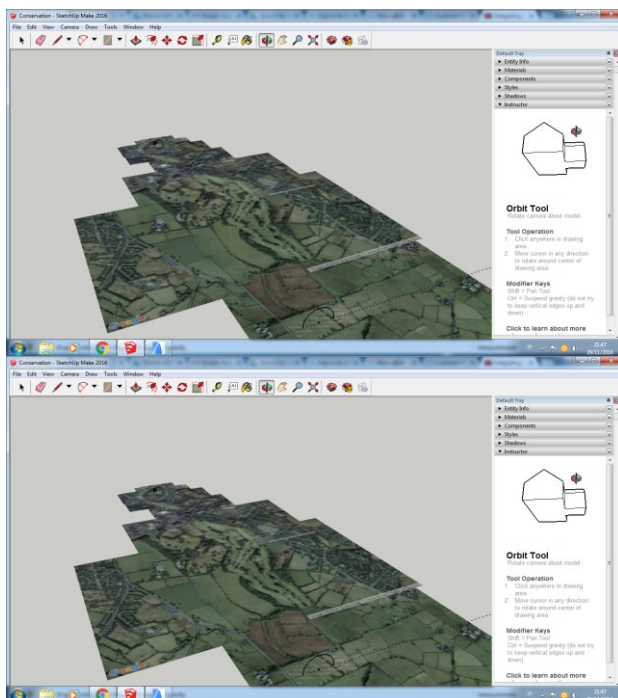 Conservation - SketchUp Make 2016
File Edit View Camera Draw Tools Window Help
Default Tray
Entity Info
Materials
Components
Styles
Shadows
Instructor
Orbit Tool
Rotate camera about model.
Tool Operation
1. Click anywhere in drawing
area.
2. Move cursor in any direction
to rotate around center of
drawing area.
Modifier Keys
Shift = Pan Tool
Ctrl = Suspend gravity (do not try
to keep vertical edges up and
down)
Click to learn about more
21:47
Conservation - SketchUp Make 2016
File Edit View Camera Draw Tools Window Help
Default Tray
Entity Info
Materials
Components
Styles
Shadows
Instructor
Orbit Tool
Rotate camera about model.
Tool Operation
1. Click anywhere in drawing
area.
2. Move cursor in any direction
to rotate around center of
drawing area.
Modifier Keys
Shift = Pan Tool
Ctrl = Suspend gravity (do not try
to keep vertical edges up and
down)
Click to learn about more
21:47